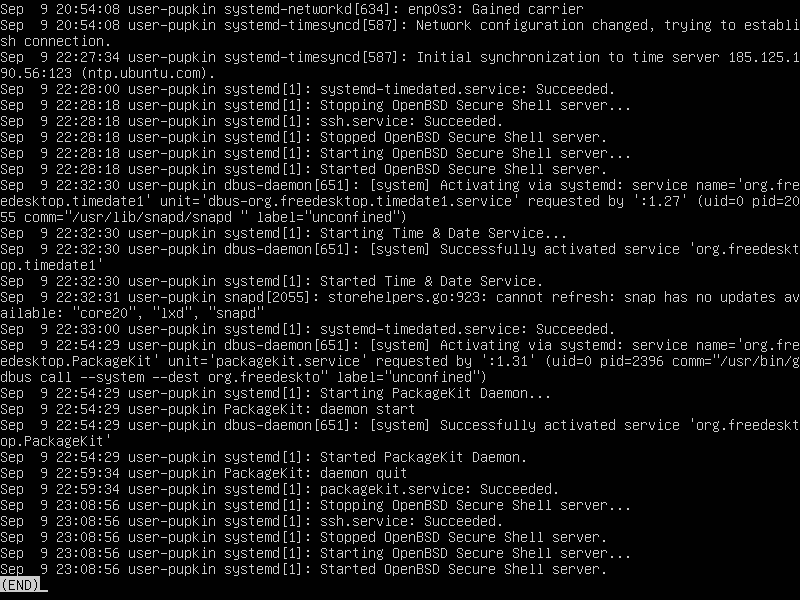 Sep  9 20:54:08 user-pupkin systemd-networkd[634]: enp0s3: Gained carrier
Sep  9 20:54:08 user-pupkin systemd-timesyncd[587]: Network configuration changed, trying to establi
sh connection.
Sep  9 22:27:34 user-pupkin systemd-timesyncd[587]: Initial synchronization to time server 185.125.1
90.56:123 (ntp.ubuntu.com).
Sep  9 22:28:00 user-pupkin systemd[1]: systemd-timedated.service: Succeeded.
Sep  9 22:28:18 user-pupkin systemd[1]: Stopping OpenBSD Secure Shell server...
Sep  9 22:28:18 user-pupkin systemd[1]: ssh.service: Succeeded.
Sep  9 22:28:18 user-pupkin systemd[1]: Stopped OpenBSD Secure Shell server.
Sep  9 22:28:18 user-pupkin systemd[1]: Starting OpenBSD Secure Shell server...
Sep  9 22:28:18 user-pupkin systemd[1]: Started OpenBSD Secure Shell server.
Sep  9 22:32:30 user-pupkin dbus-daemon[651]: [system] Activating via systemd: service name='org.fre
edesktop.timedate1' unit='dbus-org.freedesktop.timedate1.service' requested by ':1.27' (uid=0 pid=20
55 comm="/usr/lib/snapd/snapd " label="unconfined")
Sep  9 22:32:30 user-pupkin systemd[1]: Starting Time & Date Service...
Sep  9 22:32:30 user-pupkin dbus-daemon[651]: [system] Successfully activated service 'org.freedeskt
op.timedate1'
Sep  9 22:32:30 user-pupkin systemd[1]: Started Time & Date Service.
Sep  9 22:32:31 user-pupkin snapd[2055]: storehelpers.go:923: cannot refresh: snap has no updates av
ailable: "core20", "lxd", "snapd"
Sep  9 22:33:00 user-pupkin systemd[1]: systemd-timedated.service: Succeeded.
Sep  9 22:54:29 user-pupkin dbus-daemon[651]: [system] Activating via systemd: service name='org.fre
edesktop.PackageKit' unit='packagekit.service' requested by ':1.31' (uid=0 pid=2396 comm="/usr/bin/g
dbus call --system --dest org.freedeskto" label="unconfined")
Sep  9 22:54:29 user-pupkin systemd[1]: Starting PackageKit Daemon...
Sep  9 22:54:29 user-pupkin PackageKit: daemon start
Sep  9 22:54:29 user-pupkin dbus-daemon[651]: [system] Successfully activated service 'org.freedeskt
op.PackageKit'
Sep  9 22:54:29 user-pupkin systemd[1]: Started PackageKit Daemon.
Sep  9 22:59:34 user-pupkin PackageKit: daemon quit
Sep  9 22:59:34 user-pupkin systemd[1]: packagekit.service: Succeeded.
Sep  9 23:08:56 user-pupkin systemd[1]: Stopping OpenBSD Secure Shell server...
Sep  9 23:08:56 user-pupkin systemd[1]: ssh.service: Succeeded.
Sep  9 23:08:56 user-pupkin systemd[1]: Stopped OpenBSD Secure Shell server.
Sep  9 23:08:56 user-pupkin systemd[1]: Starting OpenBSD Secure Shell server...
Sep  9 23:08:56 user-pupkin systemd[1]: Started OpenBSD Secure Shell server.
(END)